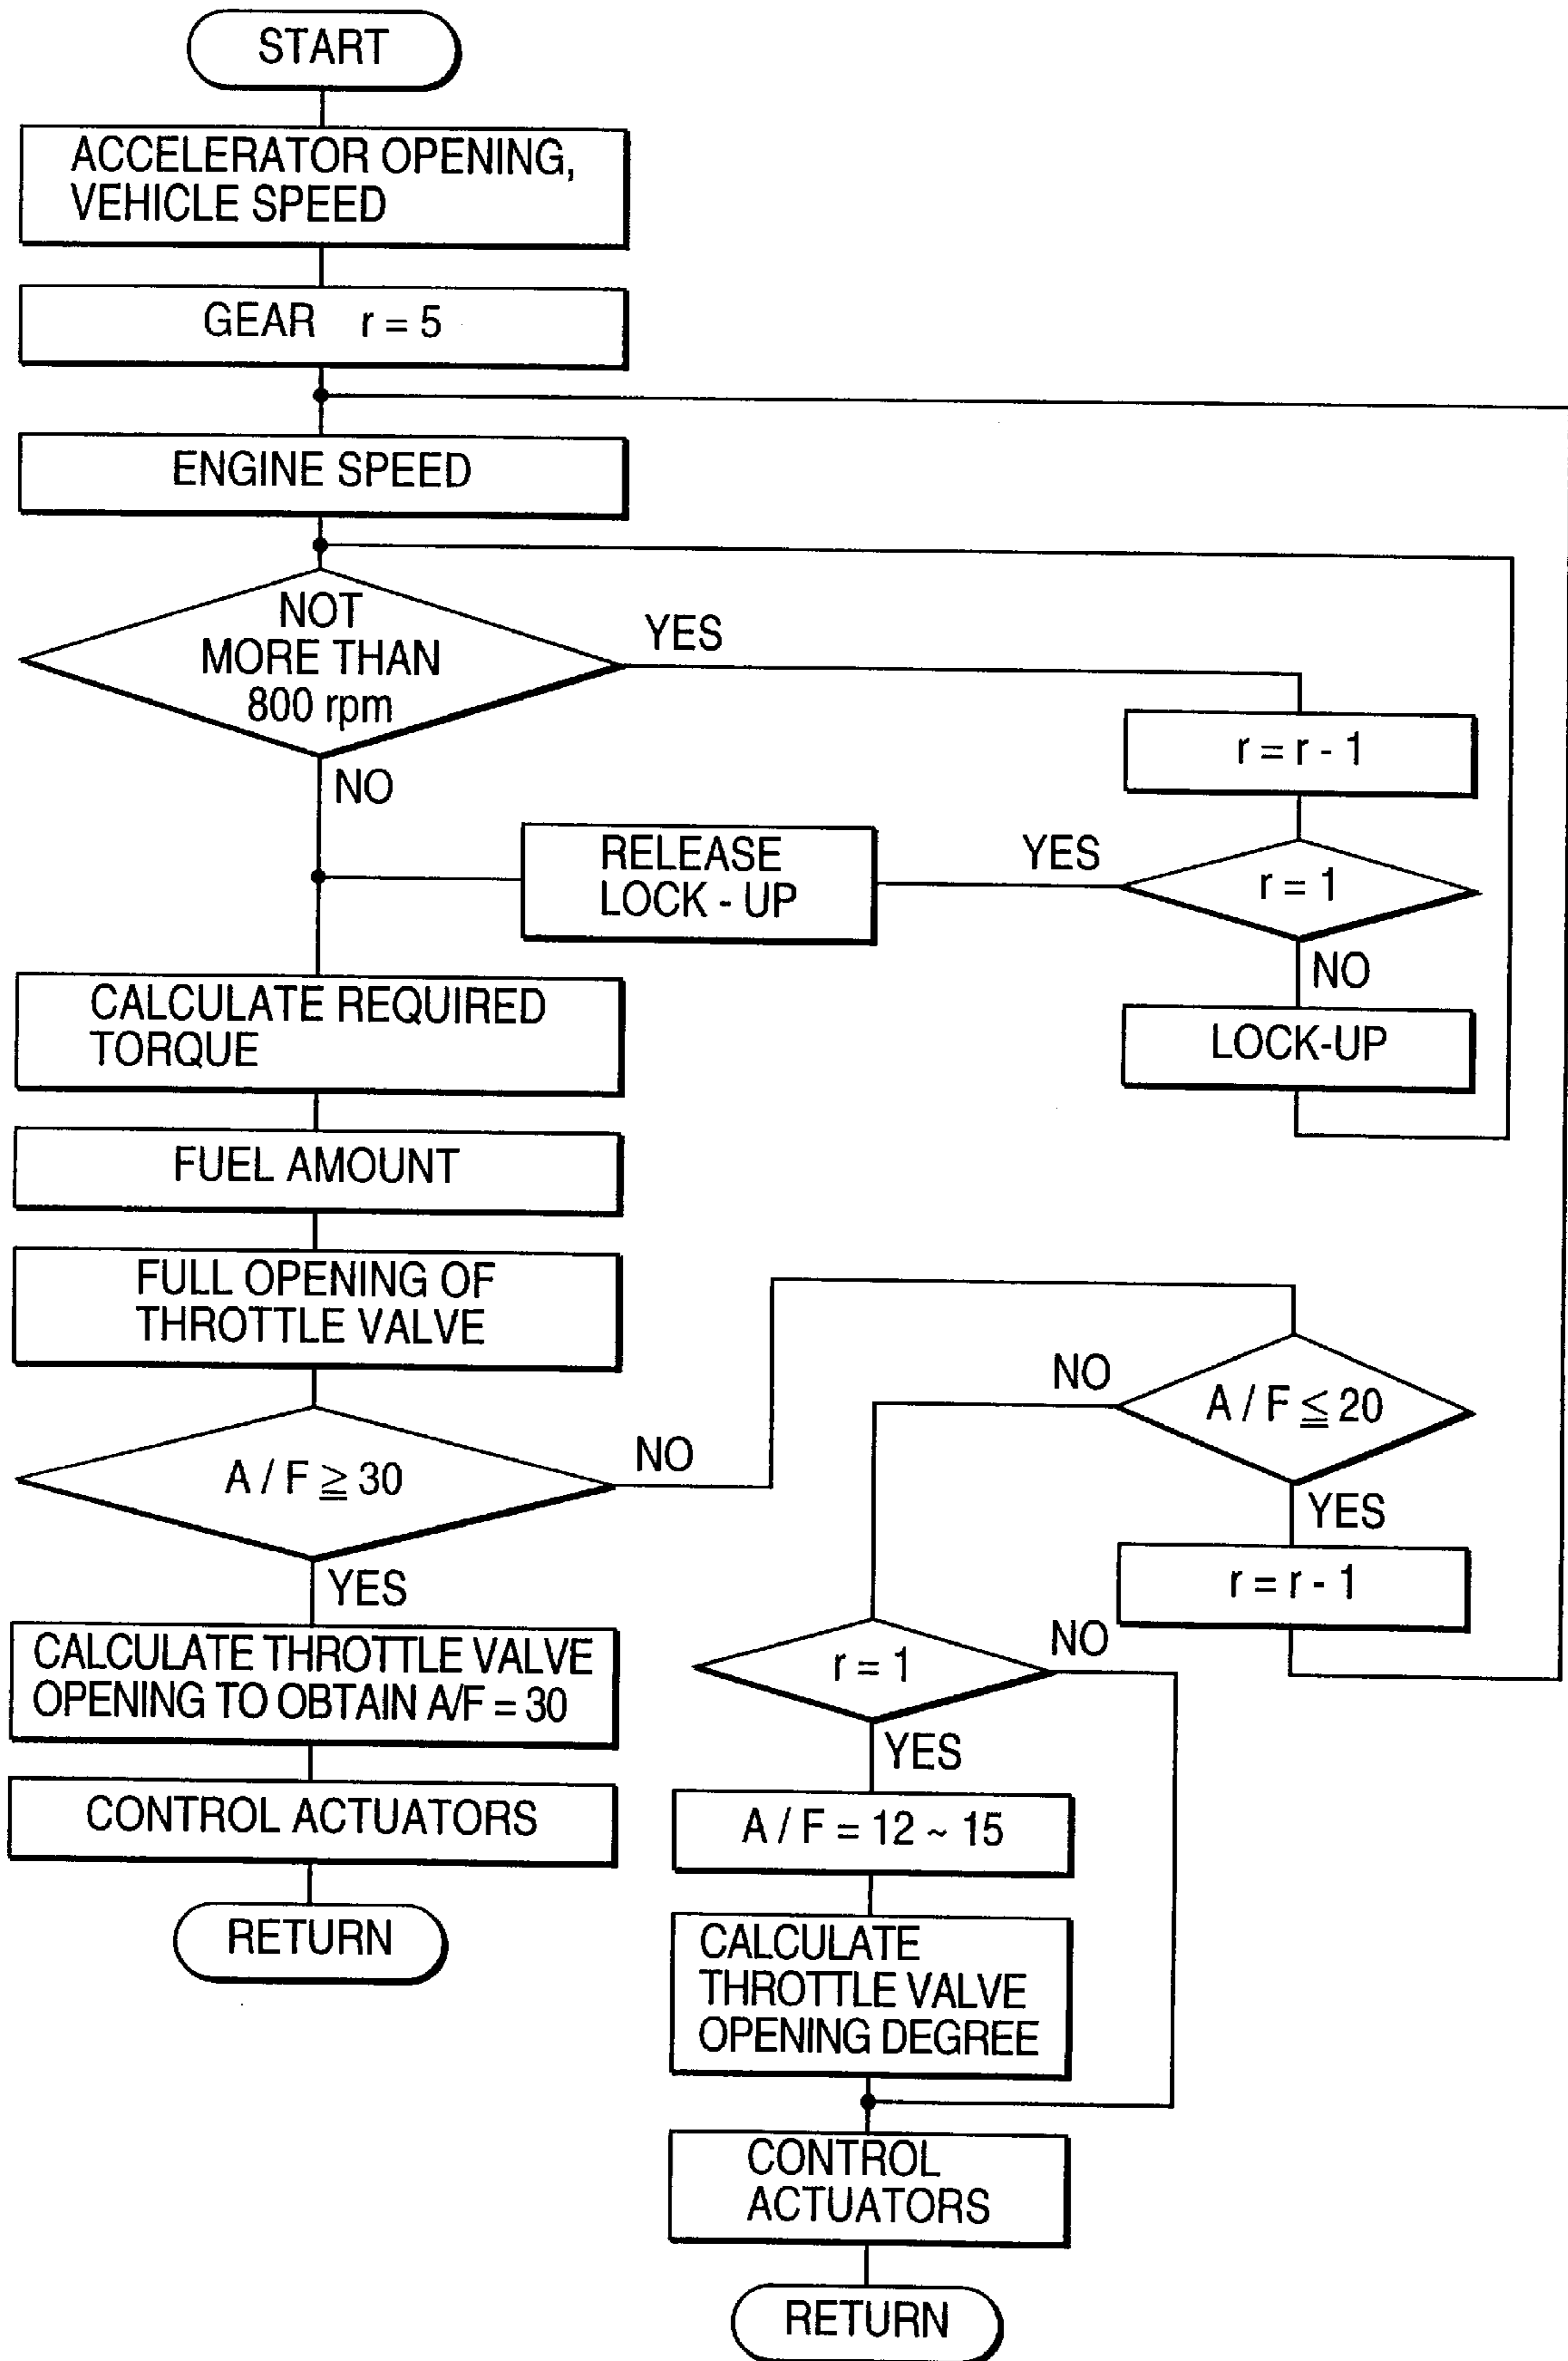 START
ACCELERATOR OPENING,
VEHICLE SPEED
GEAR r = 5
ENGINE SPEED
NOT
MORE THAN
800 rpm
YES
NO
r = r - 1
r = 1
YES
RELEASE
LOCK - UP
NO
LOCK-UP
CALCULATE REQUIRED
TORQUE
FUEL AMOUNT
FULL OPENING OF
THROTTLE VALVE
A / F ≧ 30
NO
YES
A / F ≦ 20
NO
YES
r = r - 1
CALCULATE THROTTLE VALVE
OPENING TO OBTAIN A/F = 30
CONTROL ACTUATORS
RETURN
r = 1
NO
YES
A / F = 12 ~ 15
CALCULATE
THROTTLE VALVE
OPENING DEGREE
CONTROL
ACTUATORS
RETURN